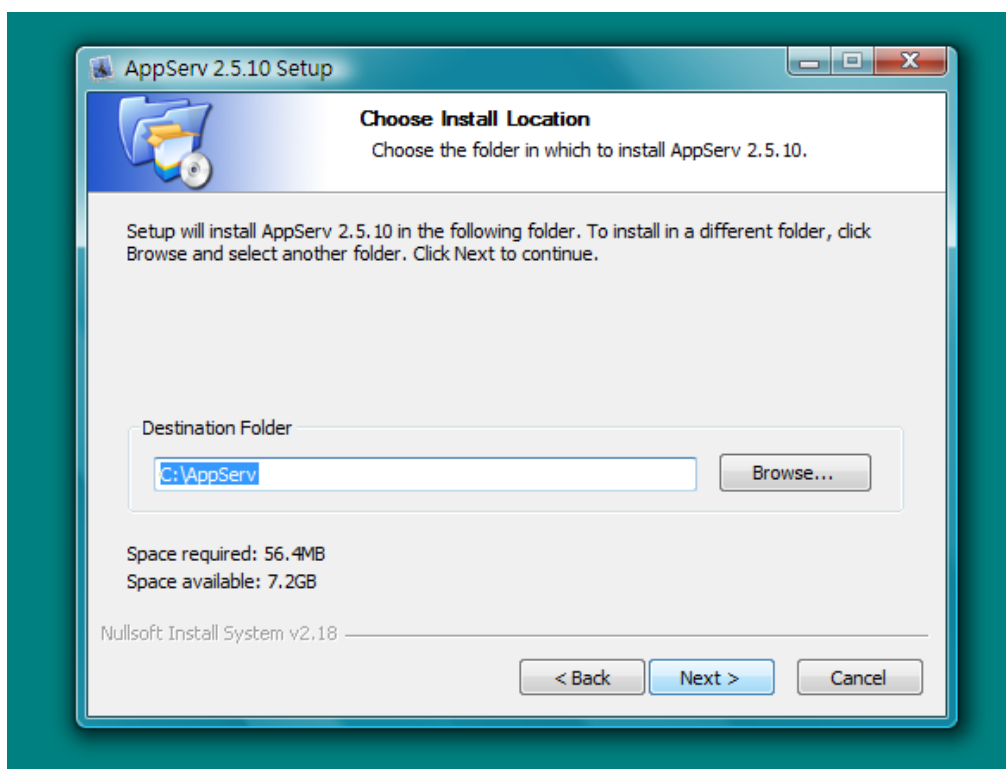 AppServ 2.5.10 Setup
Choose Install Location
Choose the folder in which to install AppServ 2.5.10.
Setup will install AppServ 2.5.10 in the following folder. To install in a different folder, click
Browse and select another folder. Click Next to continue.
Destination Folder
C:\AppServ
Browse...
Space required: 56.4MB
Space available: 7.2GB
Nullsoft Install System v2.18
< Back
Next >
Cancel